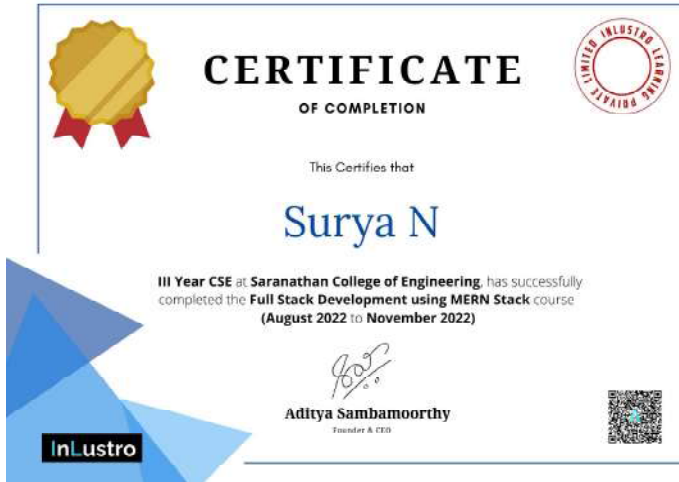 CERTIFICATE
OF COMPLETION
INLUSTRO LEARNING PRIVATE LIMITED
This Certifies that
Surya N
III Year CSE at Saranathan College of Engineering, has successfully
completed the Full Stack Development using MERN Stack course
(August 2022 to November 2022)
Aditya Sambamoorthy
Founder & CEO
InLustro